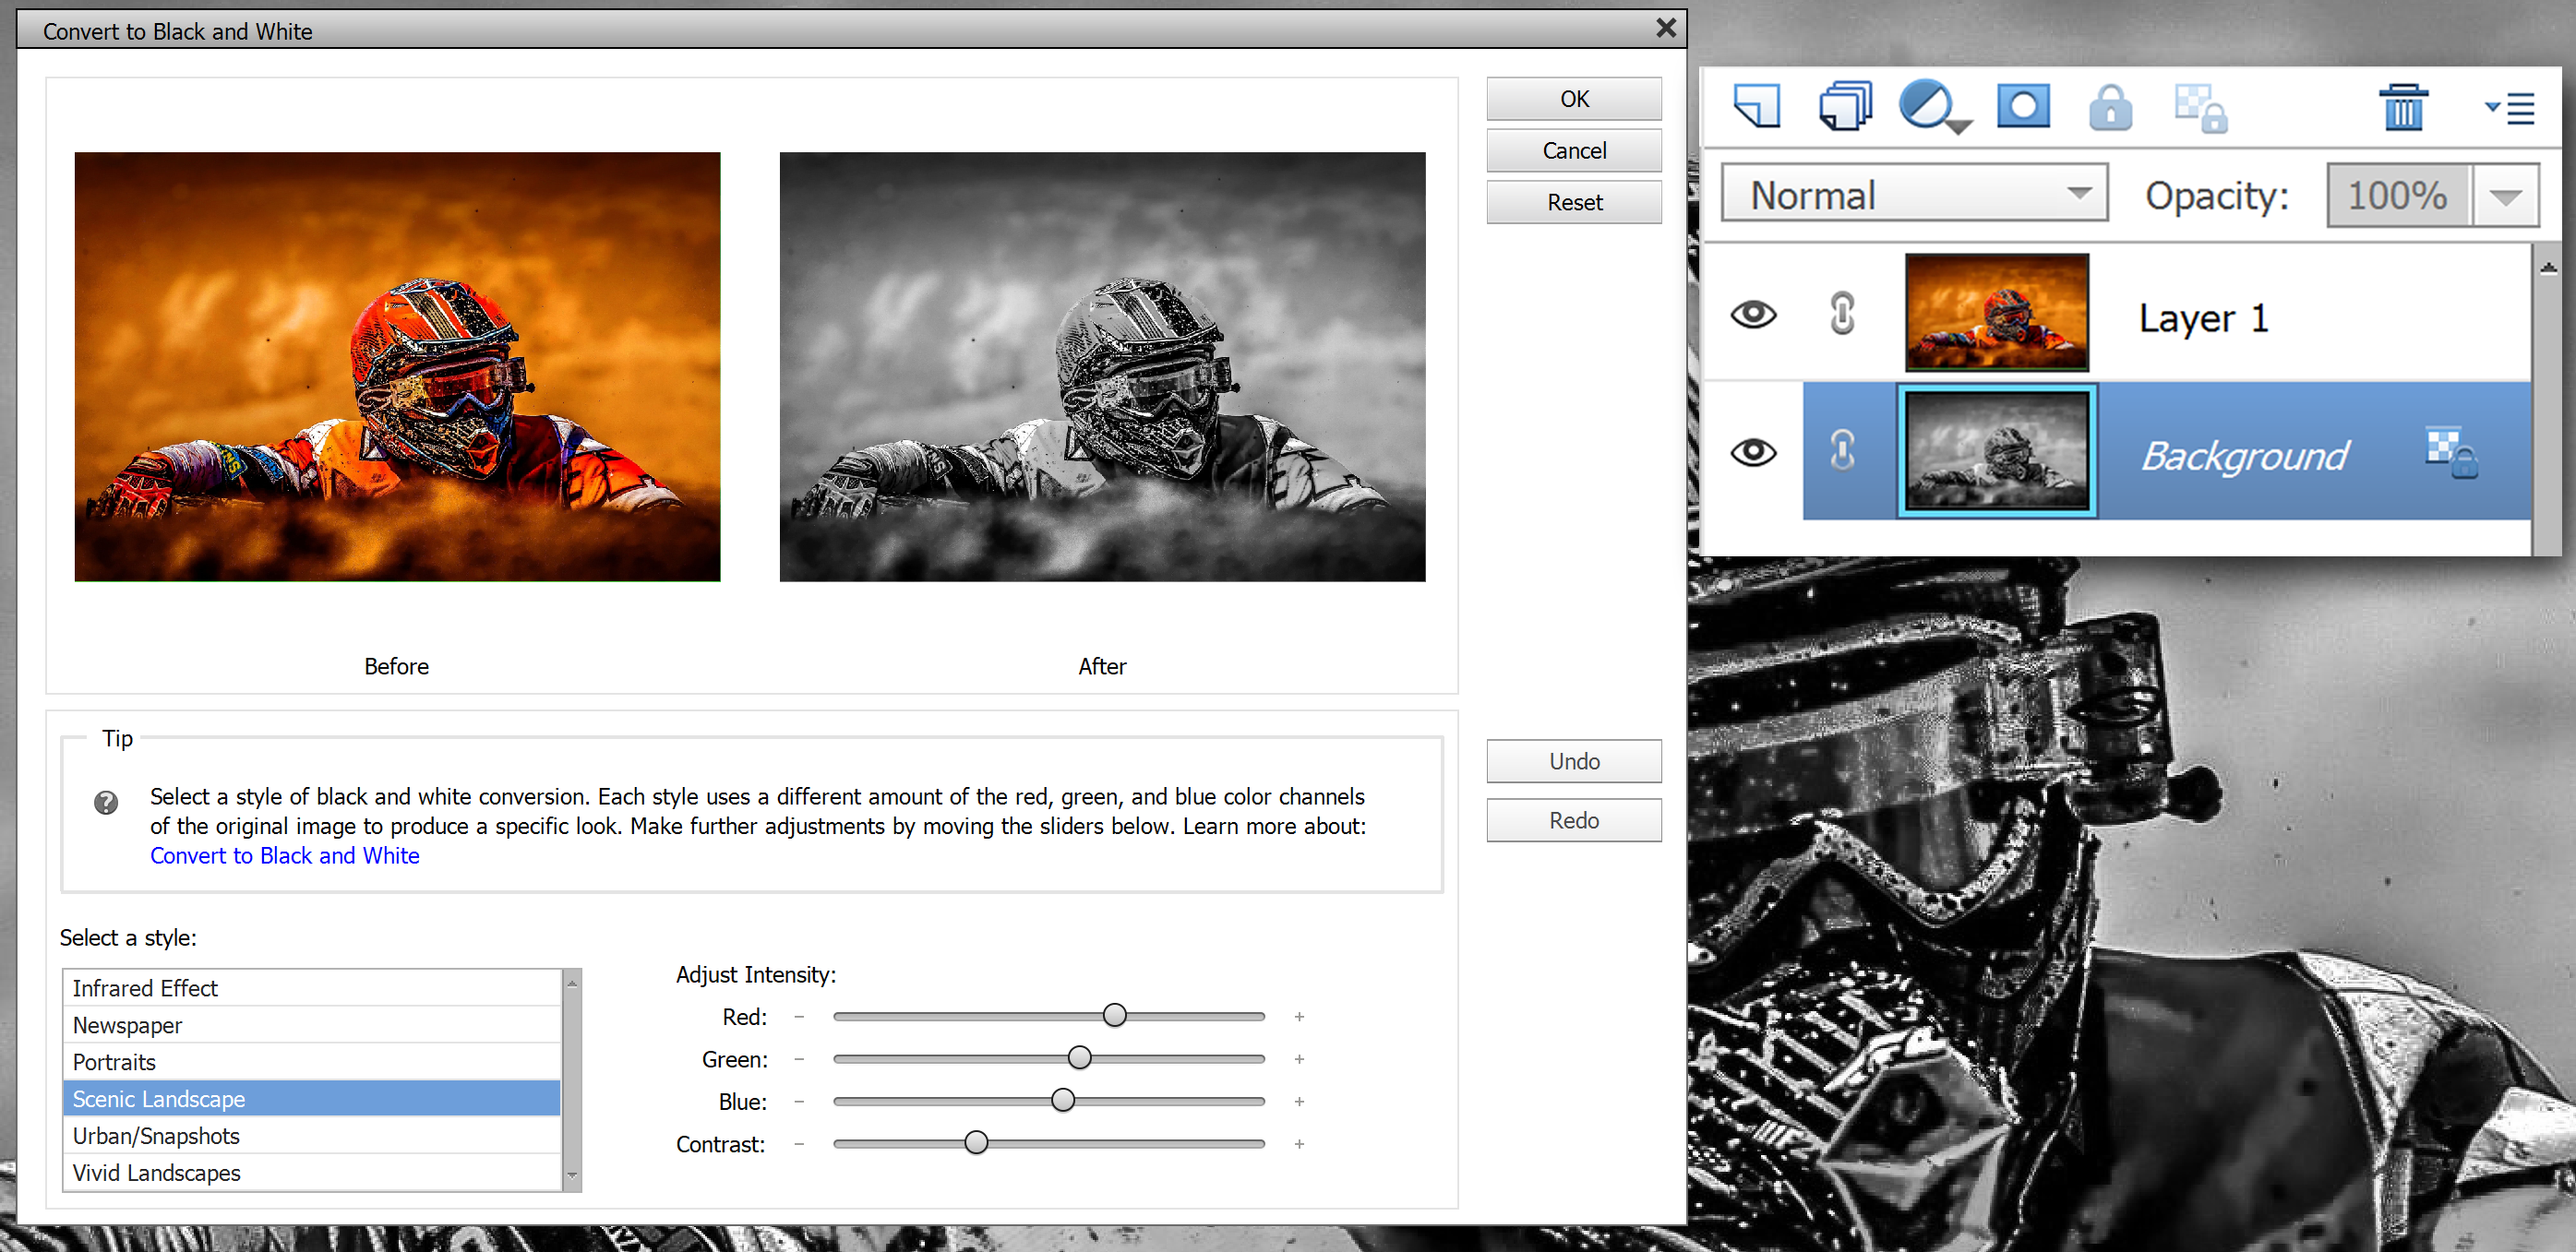 Convert to Black and White
OK
Cancel
Reset
Before
After
Tip
Select a style of black and white conversion. Each style uses a different amount of the red, green, and blue color channels
of the original image to produce a specific look. Make further adjustments by moving the sliders below. Learn more about:
Convert to Black and White
Undo
Redo
Select a style:
Infrared Effect
Newspaper
Portraits
Scenic Landscape
Urban/Snapshots
Vivid Landscapes
Adjust Intensity:
Red: - +
Green: - +
Blue: - +
Contrast: - +
Normal Opacity: 100%
Layer 1
Background